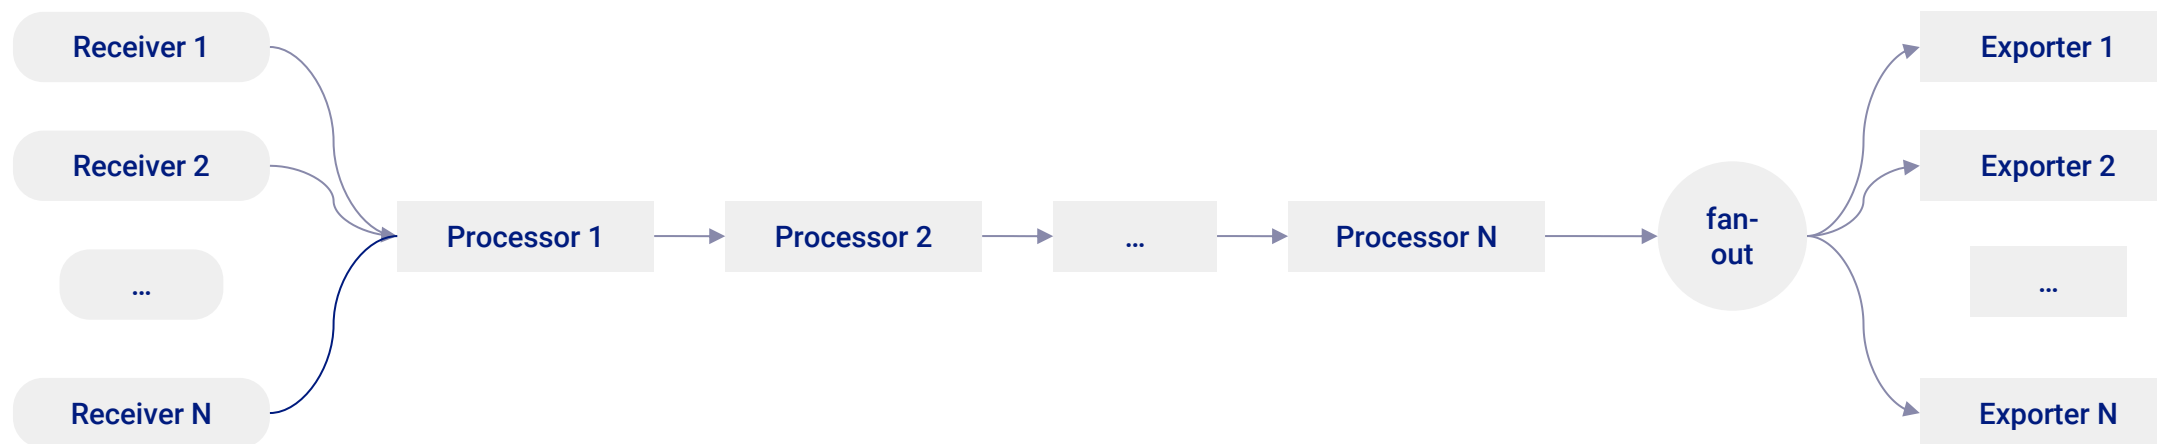 Receiver 1
Receiver 2
...
Receiver N
Processor 1
Processor 2
...
Processor N
fan-
out
Exporter 1
Exporter 2
...
Exporter N